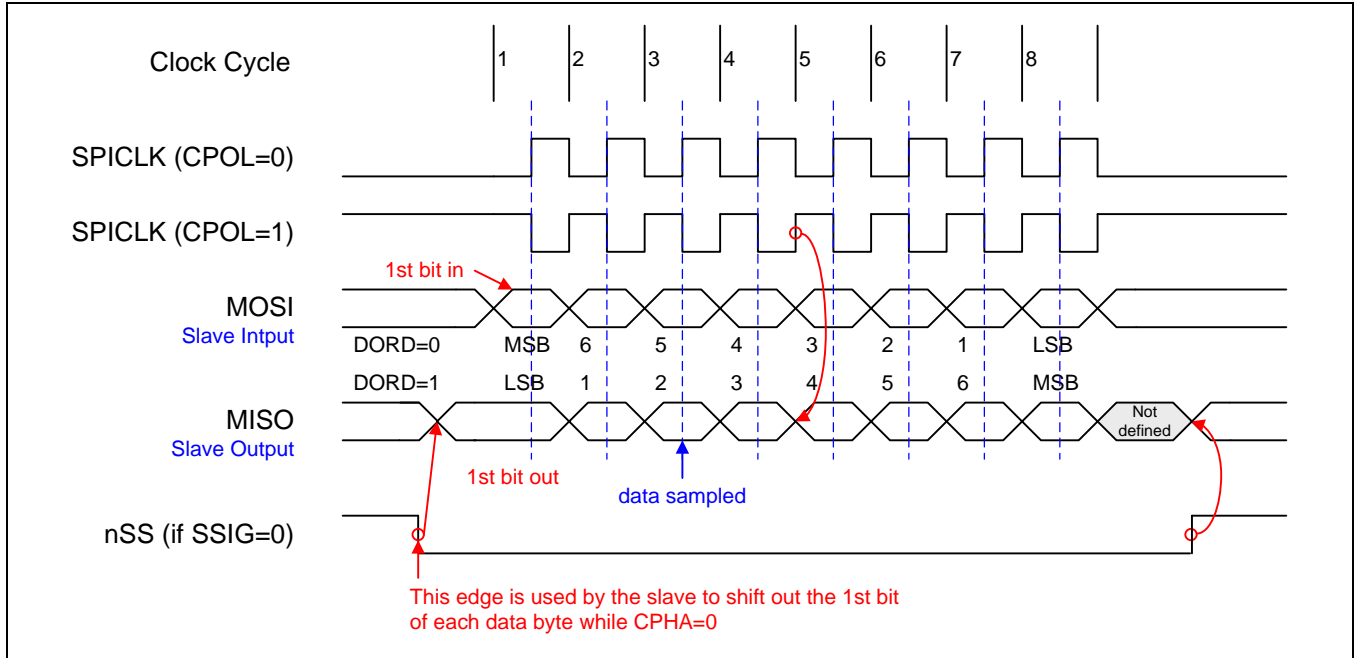 Clock Cycle
1 2 3 4 5 6 7 8
SPICLK (CPOL=0)
SPICLK (CPOL=1)
1st bit in
MOSI
Slave Intput
DORD=0 MSB 6 5 4 3 2 1 LSB
DORD=1 LSB 1 2 3 4 5 6 MSB
MISO
Slave Output
Not
defined
1st bit out
data sampled
nSS (if SSIG=0)
This edge is used by the slave to shift out the 1st bit
of each data byte while CPHA=0